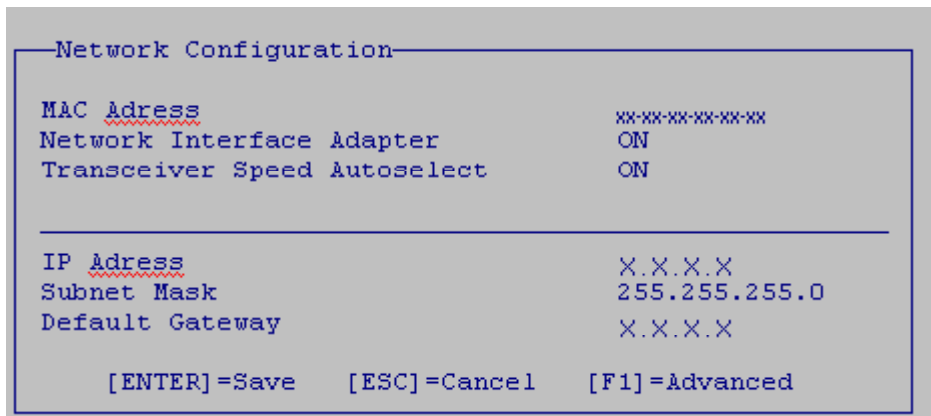 Network Configuration
MAC Adress xx-xx-xx-xx-xx-xx
Network Interface Adapter ON
Transceiver Speed Autoselect ON
IP Adress X.X.X.X
Subnet Mask 255.255.255.0
Default Gateway X.X.X.X
[ENTER]=Save [ESC]=Cancel [F1]=Advanced